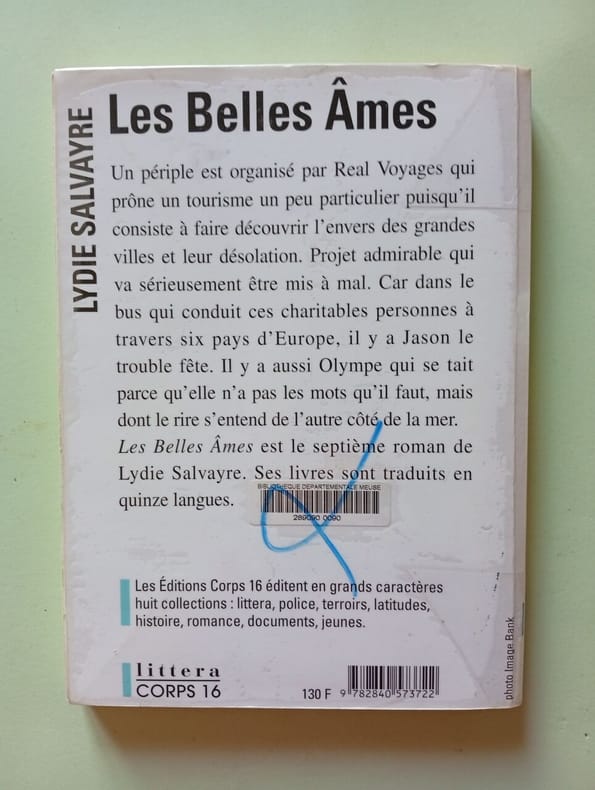 Les Belles Âmes
LYDIE SALVAYRE
Un périple est organisé par Real Voyages qui
prône un tourisme un peu particulier puisqu'il
consiste à faire découvrir l'envers des grandes
villes et leur désolation. Projet admirable qui
va sérieusement être mis à mal. Car dans le
bus qui conduit ces charitables personnes à
travers six pays d'Europe, il y a Jason le
trouble fête. Il y a aussi Olympe qui se tait
parce qu'elle n'a pas les mots qu'il faut, mais
dont le rire s'entend de l'autre côté de la mer.
Les Belles Âmes est le septième roman de
Lydie Salvayre. Ses livres sont traduits en
quinze langues.
BIBLIOTHEQUE DEPARTEMENTALE MEUSE
289090 0090
Les Éditions Corps 16 éditent en grands caractères
huit collections : littera, police, terroirs, latitudes,
histoire, romance, documents, jeunes.
littera
CORPS 16
130 F
9 782840 573722
photo Image Bank